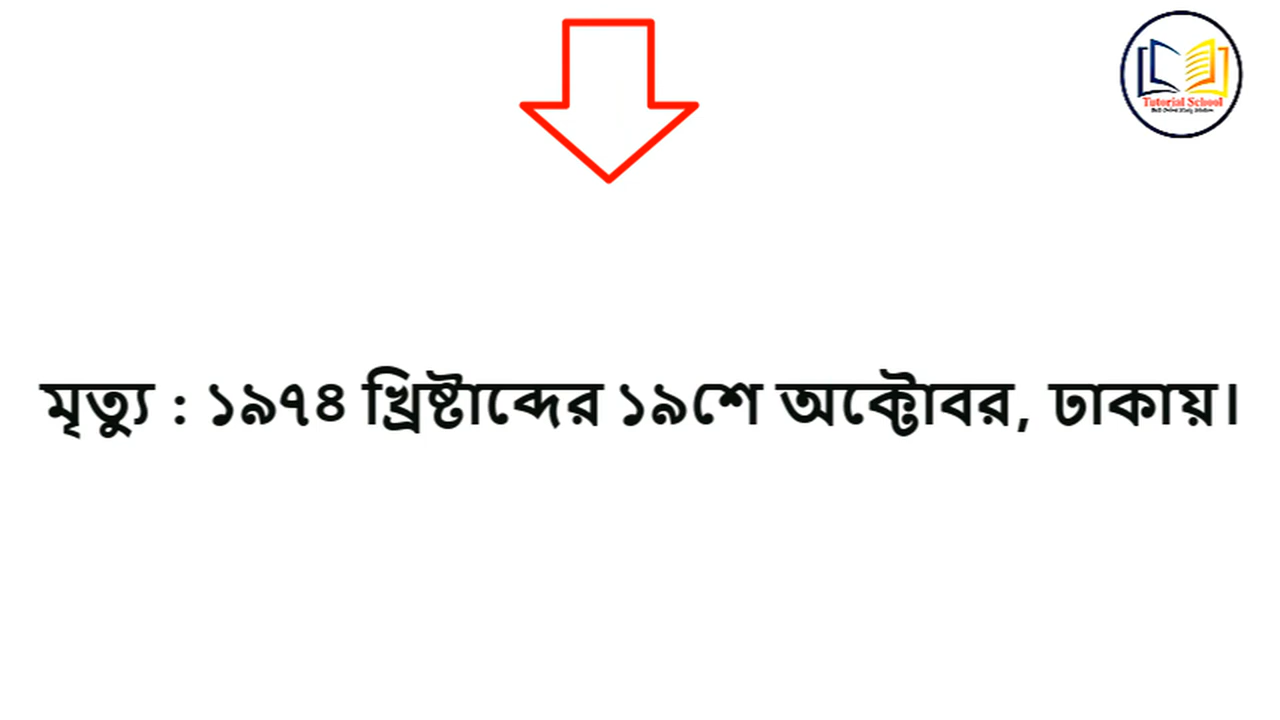 Tutorial School
মৃত্যু : ১৯৭৪ খ্রিষ্টাব্দের ১৯শে অক্টোবর, ঢাকায়।